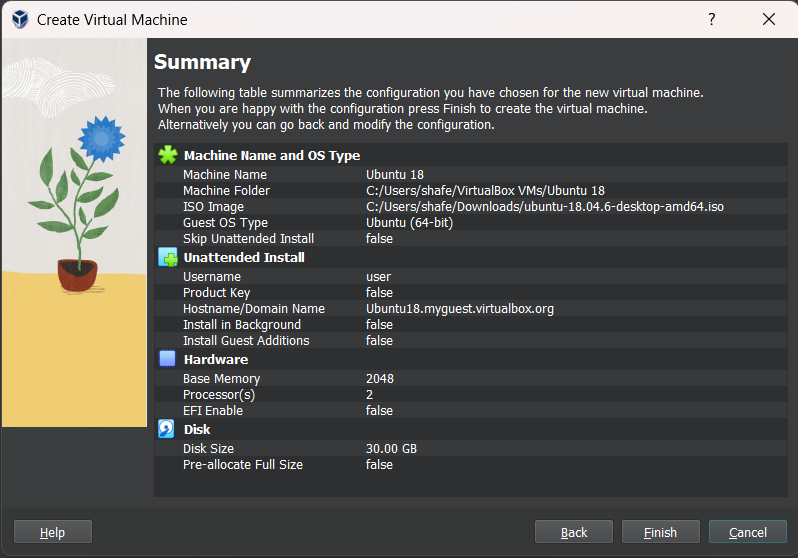 Create Virtual Machine
?
Summary
The following table summarizes the configuration you have chosen for the new virtual machine.
When you are happy with the configuration press Finish to create the virtual machine.
Alternatively you can go back and modify the configuration.
Machine Name and OS Type
Machine Name Ubuntu 18
Machine Folder C:/Users/shafe/VirtualBox VMs/Ubuntu 18
ISO Image C:/Users/shafe/Downloads/ubuntu-18.04.6-desktop-amd64.iso
Guest OS Type Ubuntu (64-bit)
Skip Unattended Install false
Unattended Install
Username user
Product Key false
Hostname/Domain Name Ubuntu18.myguest.virtualbox.org
Install in Background false
Install Guest Additions false
Hardware
Base Memory 2048
Processor(s) 2
EFI Enable false
Disk
Disk Size 30.00 GB
Pre-allocate Full Size false
Help Back Finish Cancel